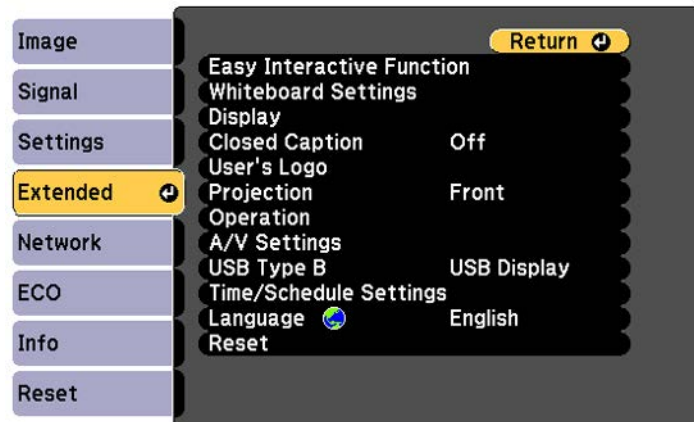 Image
Signal
Settings
Extended
Network
ECO
Info
Reset
Return
Easy Interactive Function
Whiteboard Settings
Display
Closed Caption Off
User's Logo
Projection Front
Operation
A/V Settings
USB Type B USB Display
Time/Schedule Settings
Language English
Reset